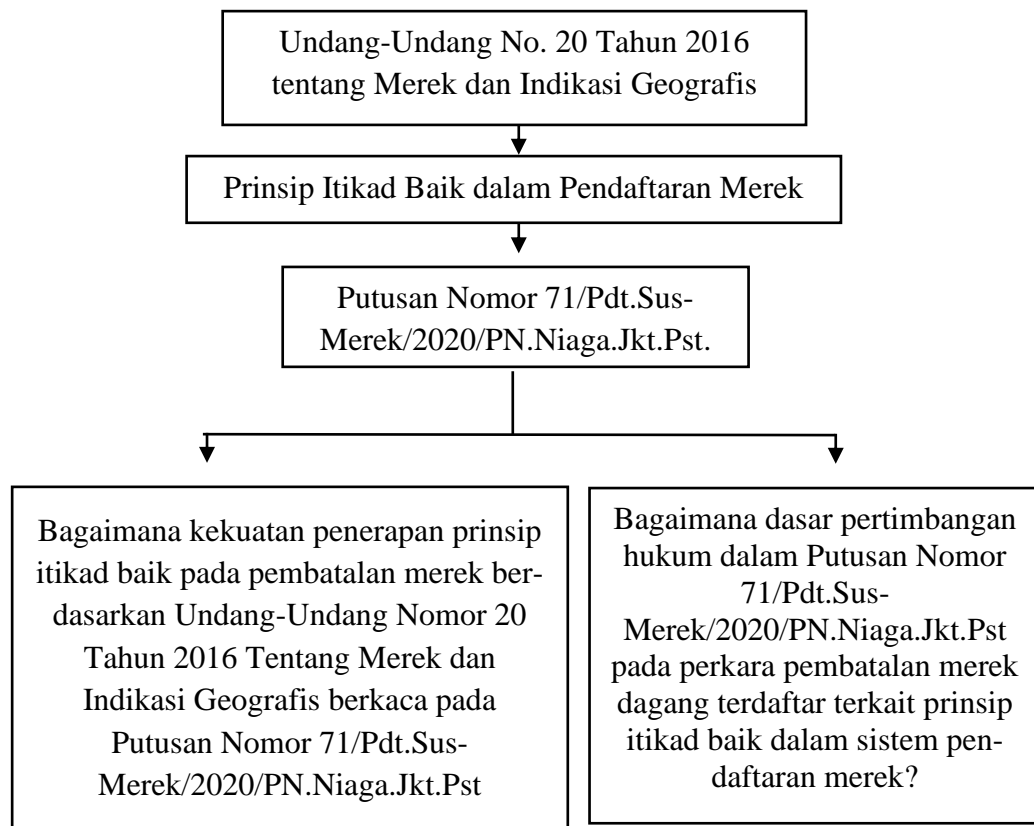 Undang-Undang No. 20 Tahun 2016
tentang Merek dan Indikasi Geografis
Prinsip Itikad Baik dalam Pendaftaran Merek
Putusan Nomor 71/Pdt.Sus-
Merek/2020/PN.Niaga.Jkt.Pst.
Bagaimana kekuatan penerapan prinsip
itikad baik pada pembatalan merek ber-
dasarkan Undang-Undang Nomor 20
Tahun 2016 Tentang Merek dan
Indikasi Geografis berkaca pada
Putusan Nomor 71/Pdt.Sus-
Merek/2020/PN.Niaga.Jkt.Pst
Bagaimana dasar pertimbangan
hukum dalam Putusan Nomor
71/Pdt.Sus-
Merek/2020/PN.Niaga.Jkt.Pst
pada perkara pembatalan merek
dagang terdaftar terkait prinsip
itikad baik dalam sistem pen-
daftaran merek?